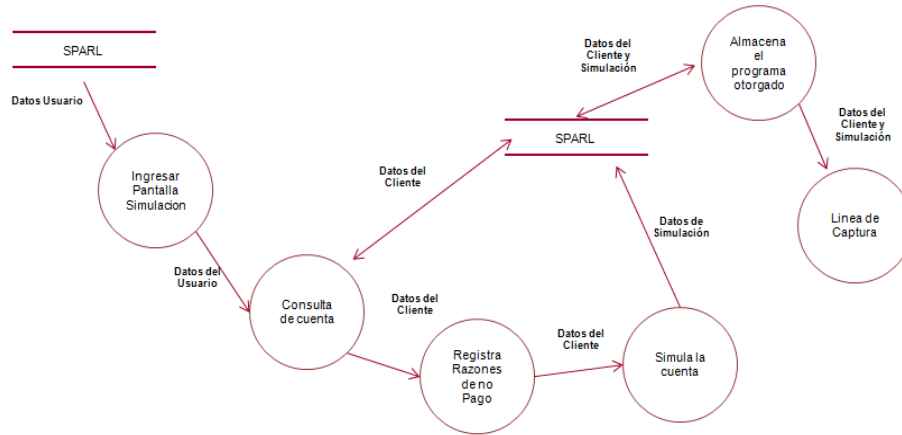 SPARL
Datos Usuario
Ingresar
Pantalla
Simulacion
Datos del
Usuario
Consulta
de cuenta
Datos del
Cliente
Datos del
Cliente
Registra
Razones
de no
Pago
Datos del
Cliente
Simula la
cuenta
Datos de
Simulación
SPARL
Datos del
Cliente y
Simulación
Almacena
el
programa
otorgado
Datos del
Cliente y
Simulación
Linea de
Captura